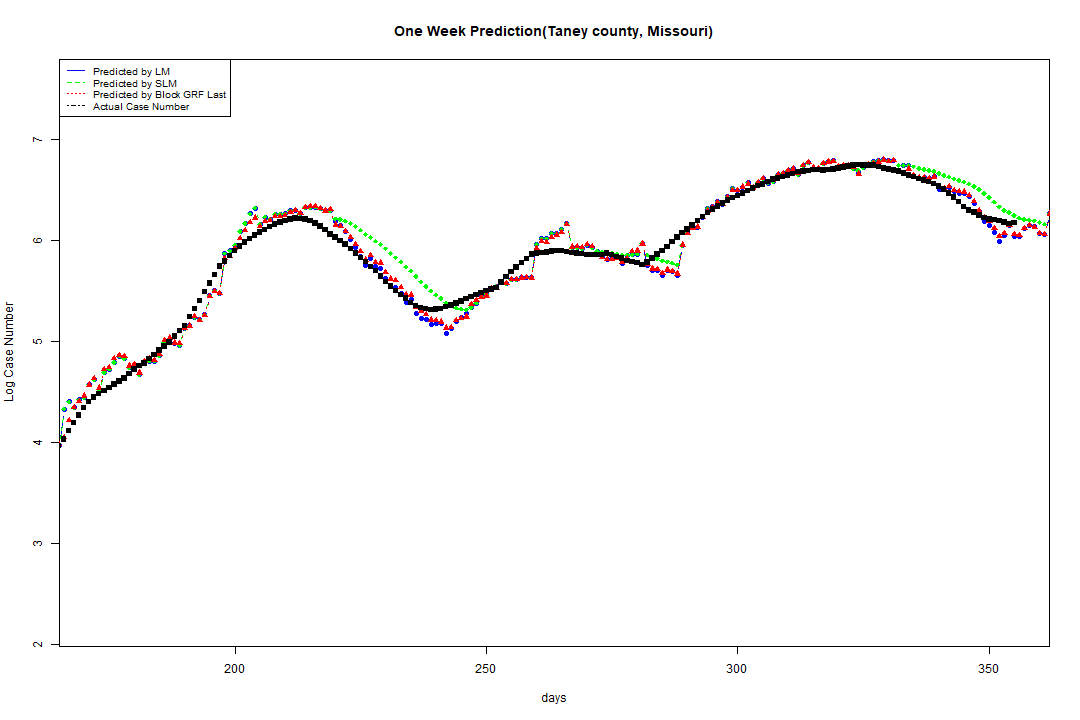 One Week Prediction(Taney county, Missouri)
Predicted by LM
Predicted by SLM
Predicted by Block GRF Last
Actual Case Number
7
6
5
4
3
2
Log Case Number
200
250
300
350
days